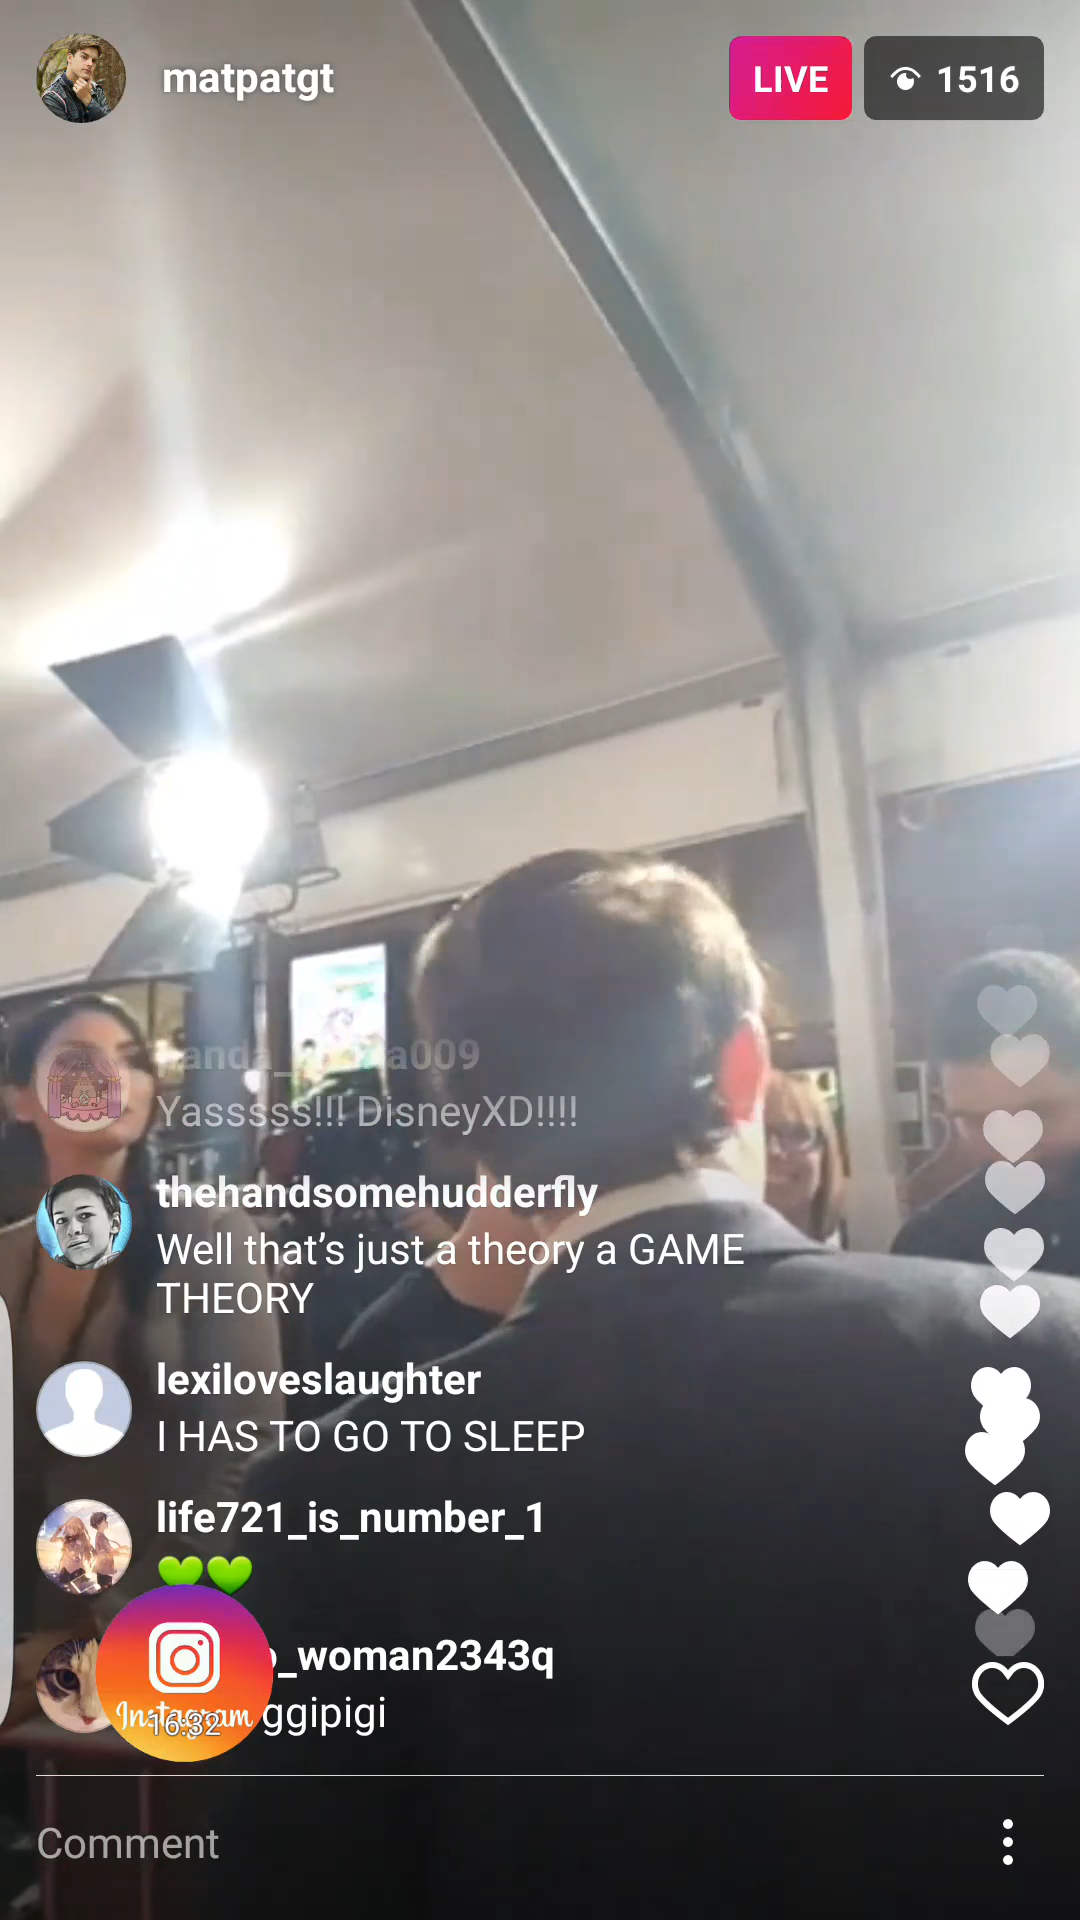 matpatgt
LIVE
1516
Yasssss!!! DisneyXD!!!!
thehandsomehudderfly
Well that’s just a theory a GAME
THEORY
lexiloveslaughter
I HAS TO GO TO SLEEP
life721_is_number_1
💚💚
_woman2343q
ggipigi
Instagram
16:32
Comment